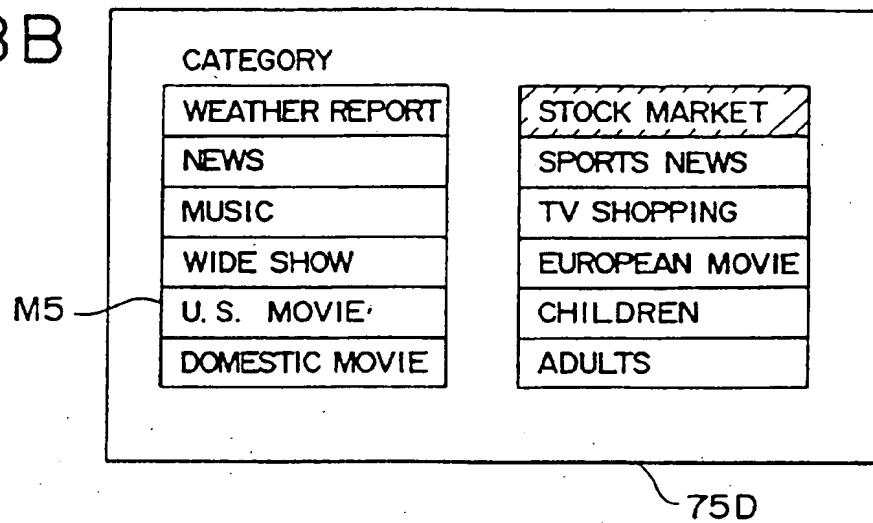 BB
CATEGORY
WEATHER REPORT
NEWS
MUSIC
WIDE SHOW
U.S. MOVIE
DOMESTIC MOVIE
STOCK MARKET
SPORTS NEWS
TV SHOPPING
EUROPEAN MOVIE
CHILDREN
ADULTS
M5
75D